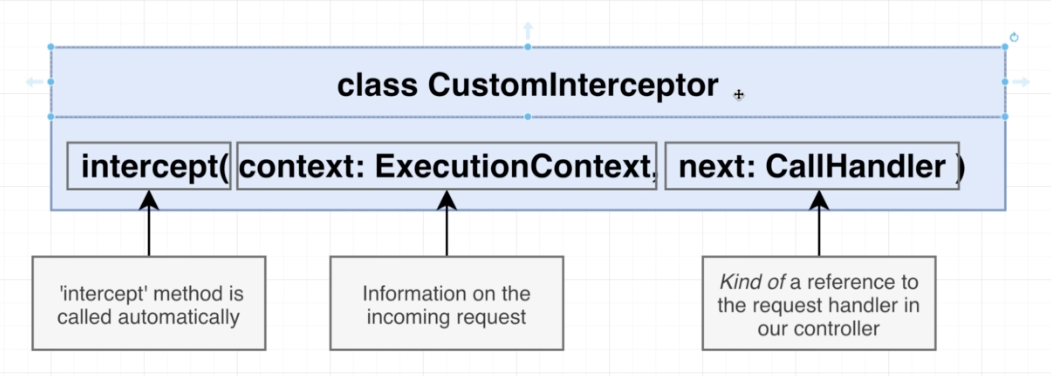 class CustomInterceptor
intercept( context: ExecutionContext, next: CallHandler )
'intercept' method is
called automatically
Information on the
incoming request
Kind of a reference to
the request handler in
our controller